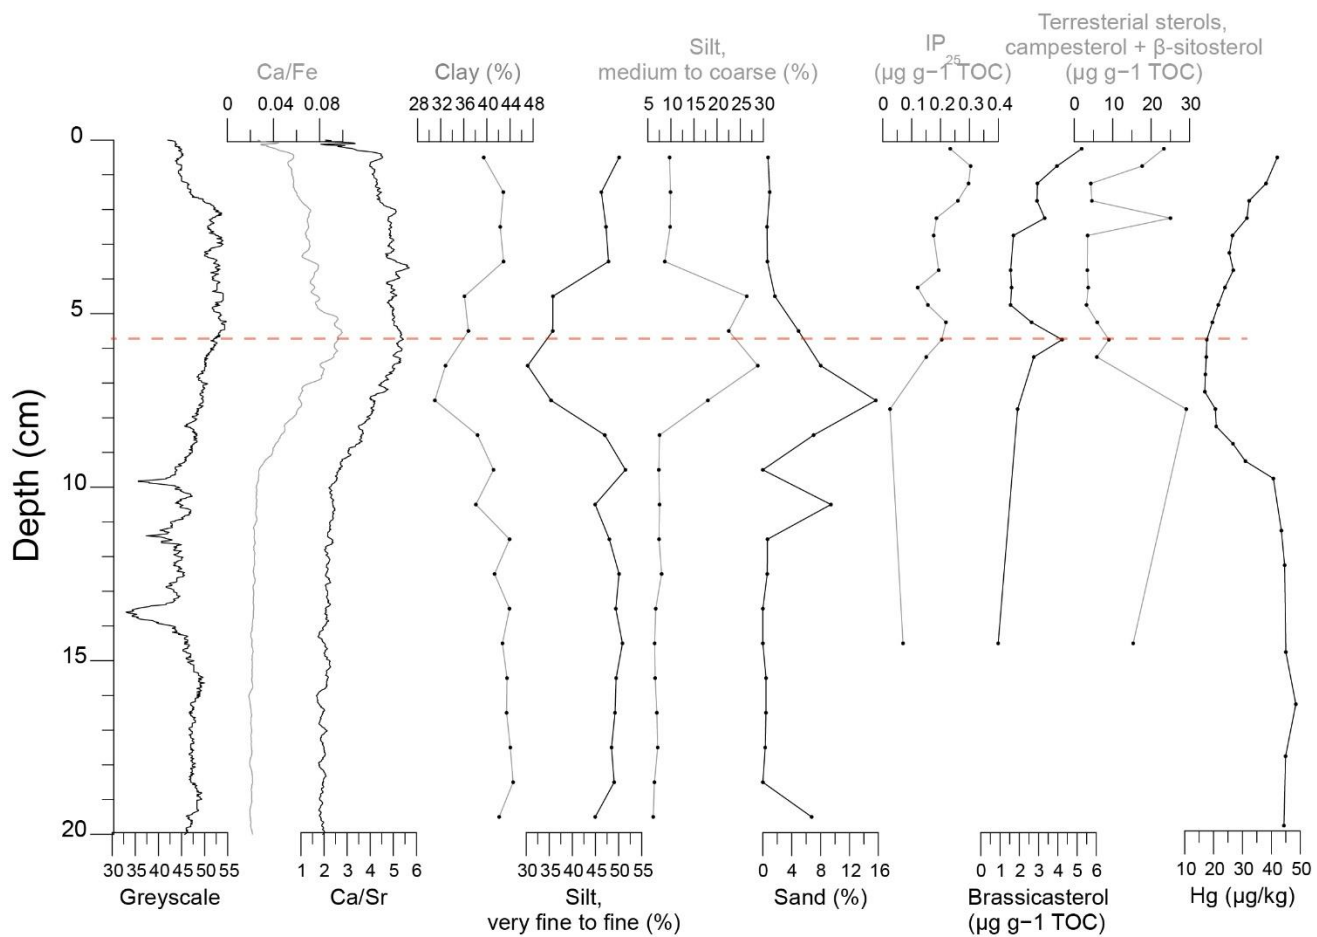 Terresterial sterols,
Silt, IP25 campesterol + β-sitosterol
Ca/Fe Clay (%) medium to coarse (%) (µg g−1 TOC) (µg g−1 TOC)
0 0.04 0.08 28 32 36 40 44 48 5 10 15 20 25 30 0 0.1 0.2 0.3 0.4 0 10 20 30
0
5
Depth (cm)
10
15
20
30 35 40 45 50 55 1 2 3 4 5 6 30 35 40 45 50 55 0 4 8 12 16 0 1 2 3 4 5 6 10 20 30 40 50
Greyscale Ca/Sr Silt, Sand (%) Brassicasterol Hg (µg/kg)
very fine to fine (%) (µg g−1 TOC)